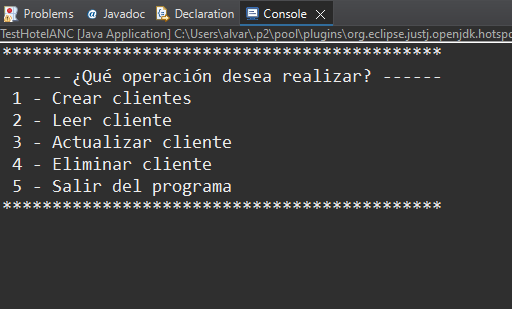 Problems Javadoc Declaration Console
TestHotelANC [Java Application] C:\Users\alvar\.p2\pool\plugins\org.eclipse.justj.openjdk.hotspo
********************************************
------ ¿Qué operación desea realizar? ------
1 - Crear clientes
2 - Leer cliente
3 - Actualizar cliente
4 - Eliminar cliente
5 - Salir del programa
********************************************